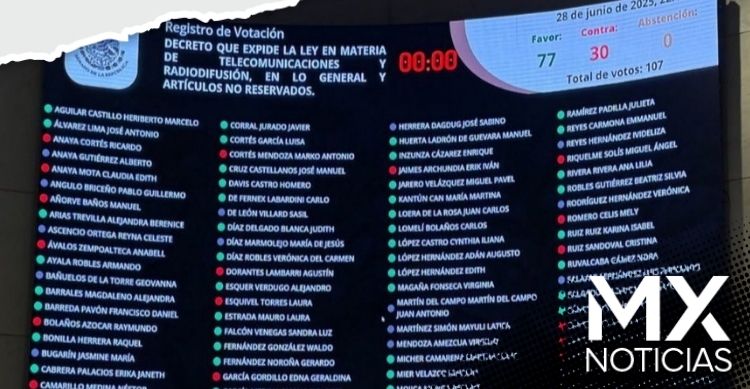 Registro de Votación
DECRETO QUE EXPIDE LA LEY EN MATERIA
DE TELECOMUNICACIONES Y
RADIODIFUSIÓN, EN LO GENERAL Y
ARTÍCULOS NO RESERVADOS.
00:00
28 de junio de 2025,
Favor:
Contra:
Abstención:
77
30
0
Total de votos: 107
AGUILAR CASTILLO HERIBERTO MARCELO
ÁLVAREZ LIMA JOSÉ ANTONIO
ANAYA CORTÉS RICARDO
ANAYA GUTIÉRREZ ALBERTO
ANAYA MOTA CLAUDIA EDITH
ANGULO BRICEÑO PABLO GUILLERMO
AÑORVE BAÑOS MANUEL
ARIAS TREVILLA ALEJANDRA BERENICE
ASCENCIO ORTEGA REYNA CELESTE
ÁVALOS ZEMPOALTECA ANABELL
AYALA ROBLES ARMANDO
BAÑUELOS DE LA TORRE GEOVANNA
BARRALES MAGDALENO ALEJANDRA
BARREDA PAVÓN FRANCISCO DANIEL
BOLAÑOS AZOCAR RAYMUNDO
BONILLA HERRERA RAQUEL
BUGARÍN JASMINE MARÍA
CABRERA PALACIOS ERIKA JANETH
CAMARILLO MEDINA NÉSTOR
CORRAL JURADO JAVIER
CORTÉS GARCÍA LUISA
CORTÉS MENDOZA MARKO ANTONIO
CRUZ CASTELLANOS JOSÉ MANUEL
DAVIS CASTRO HOMERO
DE FERNEX LABARDINI CARLO
DE LEÓN VILLARD SASIL
DÍAZ DELGADO BLANCA JUDITH
DÍAZ MARMOLEJO MARÍA DE JESÚS
DÍAZ ROBLES VERÓNICA DEL CARMEN
DORANTES LAMBARRI AGUSTÍN
ESQUER VERDUGO ALEJANDRO
ESQUIVEL TORRES LAURA
ESTRADA MAURO LAURA
FALCÓN VENEGAS SANDRA LUZ
FERNÁNDEZ GONZÁLEZ WALDO
FERNÁNDEZ NOROÑA GERARDO
GARCÍA GORDILLO EDNA GERALDINA
HERRERA DAGDUG JOSÉ SABINO
HUERTA LADRÓN DE GUEVARA MANUEL
INZUNZA CÁZAREZ ENRIQUE
JAIMES ARCHUNDIA ERIK IVÁN
JARERO VELÁZQUEZ MIGUEL PAVEL
KANTÚN CAN MARÍA MARTINA
LOERA DE LA ROSA JUAN CARLOS
LOMELÍ BOLAÑOS CARLOS
LÓPEZ CASTRO CYNTHIA ILIANA
LÓPEZ HERNÁNDEZ ADÁN AUGUSTO
LÓPEZ HERNÁNDEZ EDITH
MAGAÑA FONSECA VIRGINIA
MARTÍN DEL CAMPO MARTÍN DEL CAMPO
JUAN ANTONIO
MARTÍNEZ SIMÓN MAYULI LATIFA
MENDOZA AMEZCUA VIRGILIO
MICHER CAMARENA
MIER VELAZCO
RAMÍREZ PADILLA JULIETA
REYES CARMONA EMMANUEL
REYES HERNÁNDEZ IVIDELIZA
RIQUELME SOLÍS MIGUEL ÁNGEL
RIVERA RIVERA ANA LILIA
ROBLES GUTIÉRREZ BEATRIZ SILVIA
RODRÍGUEZ HERNÁNDEZ VERÓNICA
ROMERO CELIS MELY
RUIZ RUIZ KARINA ISABEL
RUIZ SANDOVAL CRISTINA
RUVALCABA GÁMEZ NORA
MX
NOTICIAS